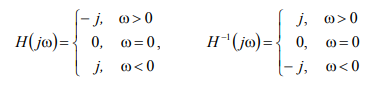 H(jω)= { − j, ω>0
0, ω=0 ,
j, ω<0
H⁻¹(jω)= { j, ω>0
0, ω=0
− j, ω<0